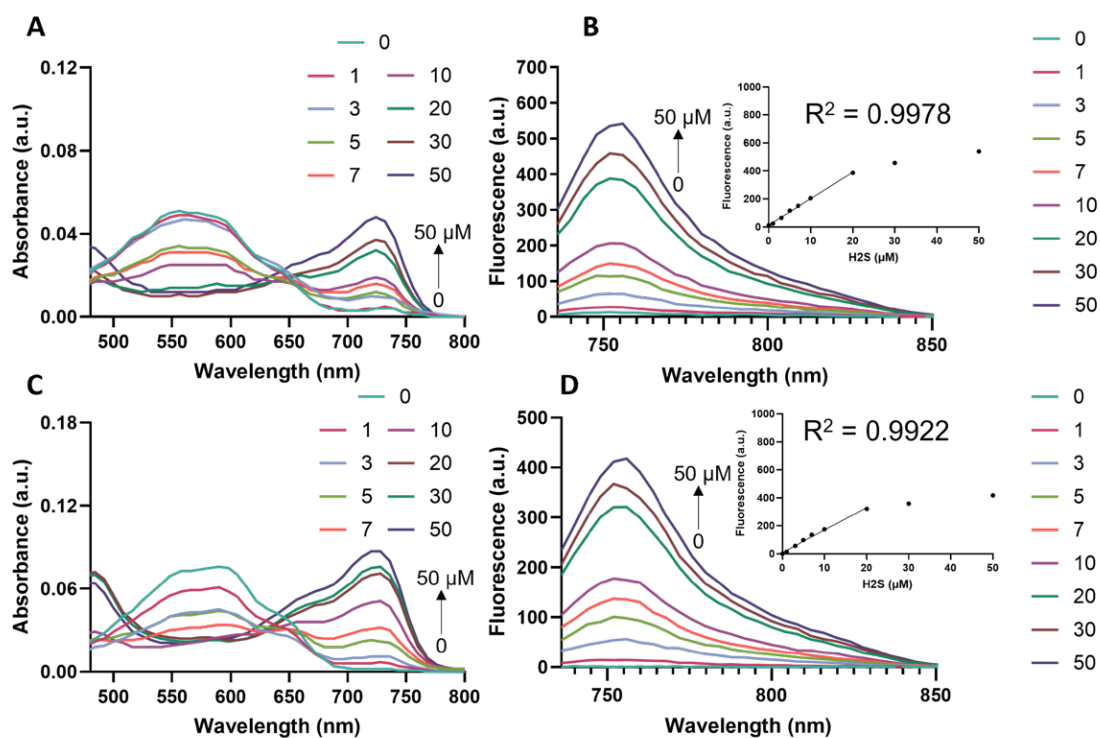 A
0
1 10
3 20
5 30
7 50
0.12
0.08
0.04
0.00
Absorbance (a.u.)
50 µM
0
500 550 600 650 700 750 800
Wavelength (nm)
B
700
600
500
400
300
200
100
0
Fluorescence (a.u.)
50 µM
0
750 800 850
Wavelength (nm)
R² = 0.9978
1000
800
600
400
200
0
Fluorescence (a.u.)
0 10 20 30 40 50
H2S (µM)
0
1
3
5
7
10
20
30
50
C
0
1 10
3 20
5 30
7 50
0.18
0.12
0.06
0.00
Absorbance (a.u.)
50 µM
0
500 550 600 650 700 750 800
Wavelength (nm)
D
500
400
300
200
100
0
Fluorescence (a.u.)
50 µM
0
750 800 850
Wavelength (nm)
R² = 0.9922
1000
800
600
400
200
0
Fluorescence (a.u.)
0 10 20 30 40 50
H2S (µM)
0
1
3
5
7
10
20
30
50